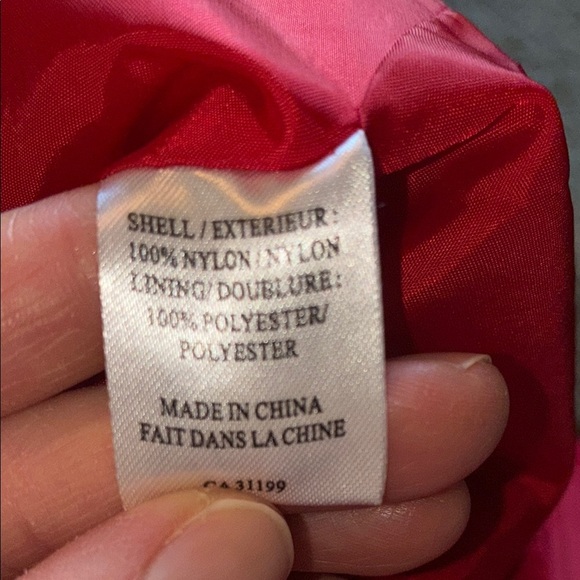 SHELL / EXTERIEUR :
100% NYLON / NYLON
LINING/ DOUBLURE :
100% POLYESTER/
POLYESTER
MADE IN CHINA
FAIT DANS LA CHINE
CA 31199